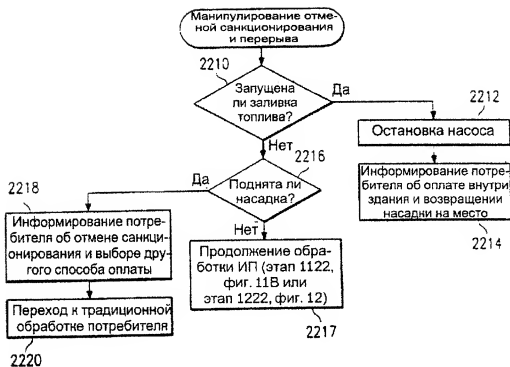 Манипулирование отме-
ной санкционирования
и перерыва
2210
Запущена
ли заливка
топлива?
Да
2212
Остановка насоса
Нет
2216
Информирование потре-
бителя об оплате внутри
здания и возвращении
насадки на место
2214
Да
Поднята ли
насадка?
2218
Информирование потре-
бителя об отмене санкци-
онирования и выборе дру-
гого способа оплаты
Нет
Продолжение обра-
ботки ИП (этап 1122,
фиг. 11В или
этап 1222, фиг. 12)
2217
Переход к традиционной
обработке потребителя
2220